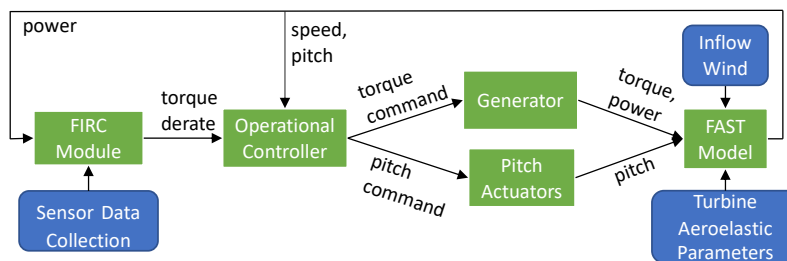 power
speed,
pitch
Inflow
Wind
torque
command
Generator
torque,
power
FIRC
Module
torque
derate
Operational
Controller
FAST
Model
pitch
command
Pitch
Actuators
pitch
Sensor Data
Collection
Turbine
Aeroelastic
Parameters